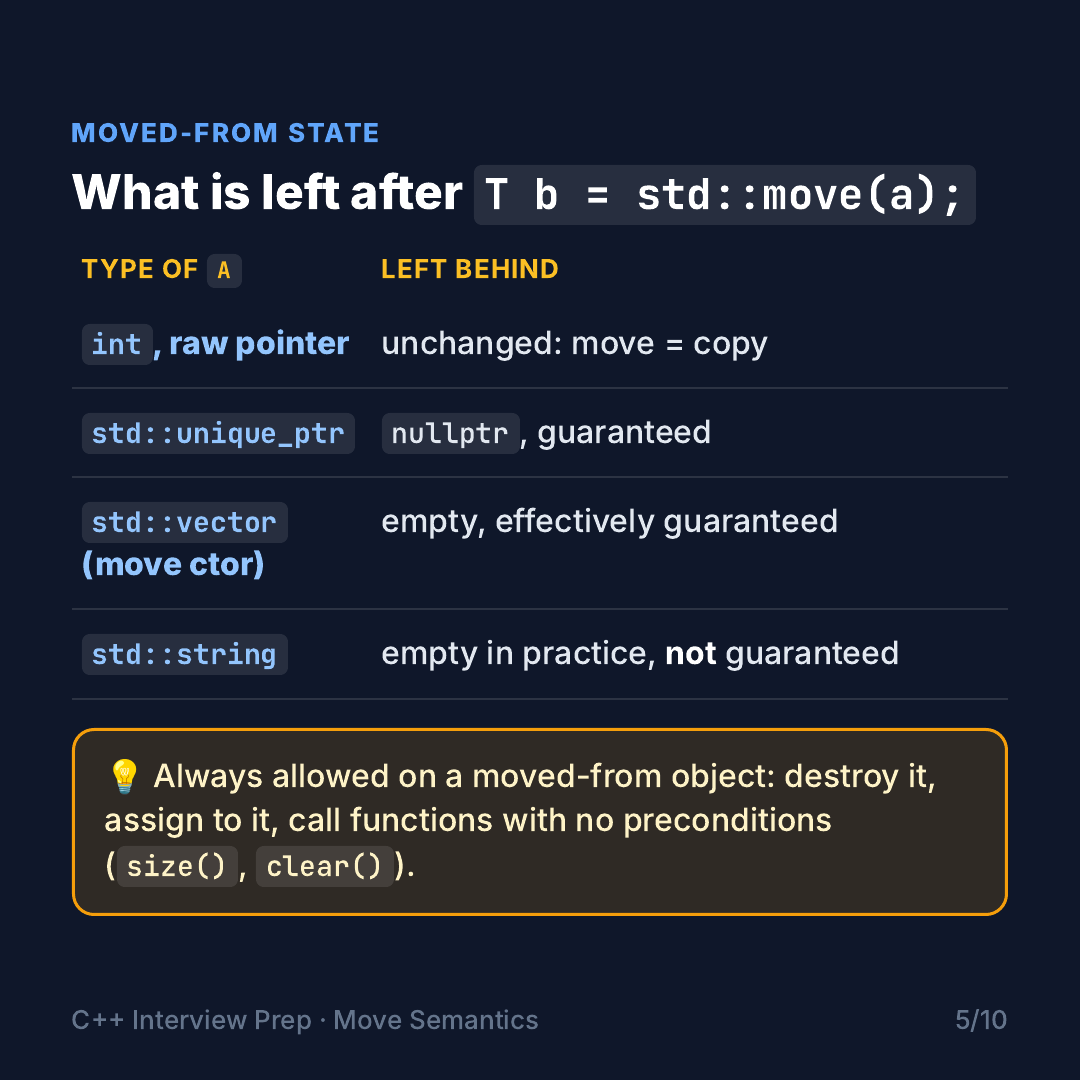 MOVED-FROM STATE
What is left after T b = std::move(a);
TYPE OF A LEFT BEHIND
int, raw pointer unchanged: move = copy
std::unique_ptr nullptr, guaranteed
std::vector empty, effectively guaranteed
(move ctor)
std::string empty in practice, not guaranteed
💡 Always allowed on a moved-from object: destroy it,
assign to it, call functions with no preconditions
(size(), clear()).
C++ Interview Prep · Move Semantics 5/10